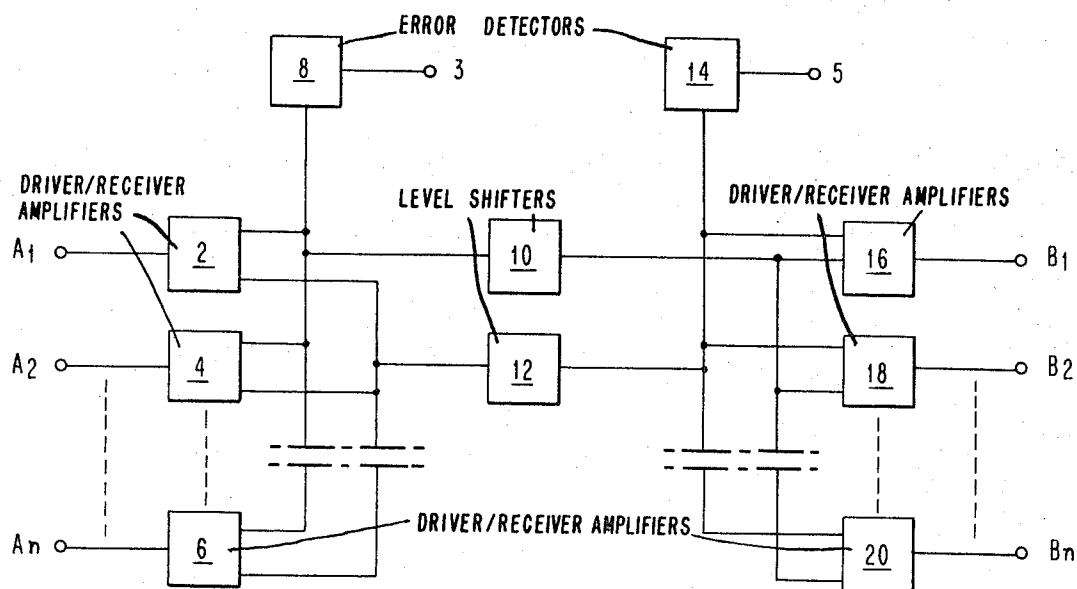 ERROR DETECTORS
8
3
14
5
DRIVER/RECEIVER
AMPLIFIERS
LEVEL SHIFTERS
DRIVER/RECEIVER AMPLIFIERS
A1
2
10
16
B1
A2
4
12
18
B2
DRIVER/RECEIVER AMPLIFIERS
An
6
20
Bn